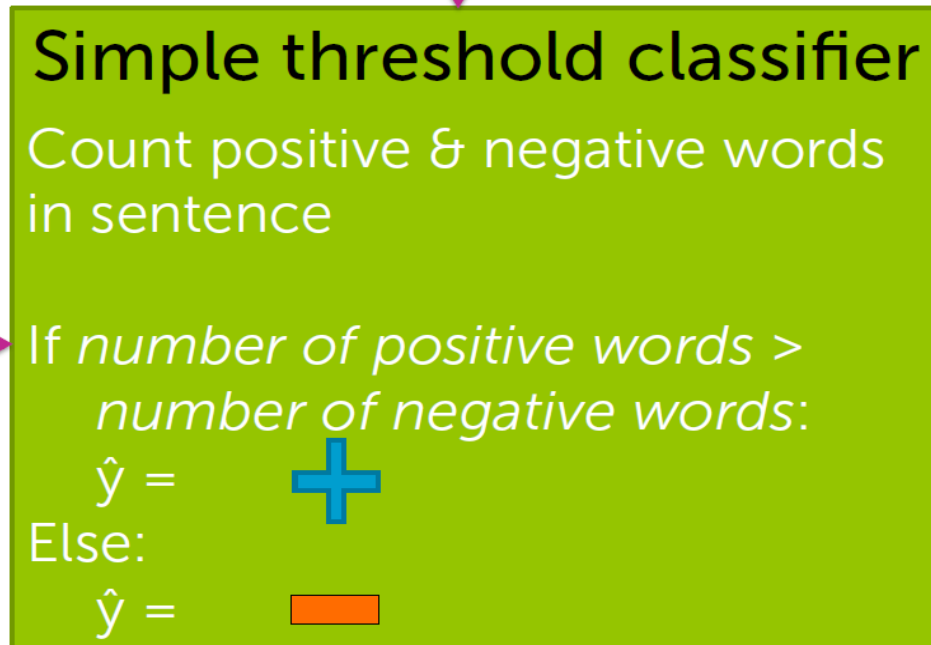 Simple threshold classifier
Count positive & negative words
in sentence
If number of positive words >
number of negative words:
ŷ =
Else:
ŷ =